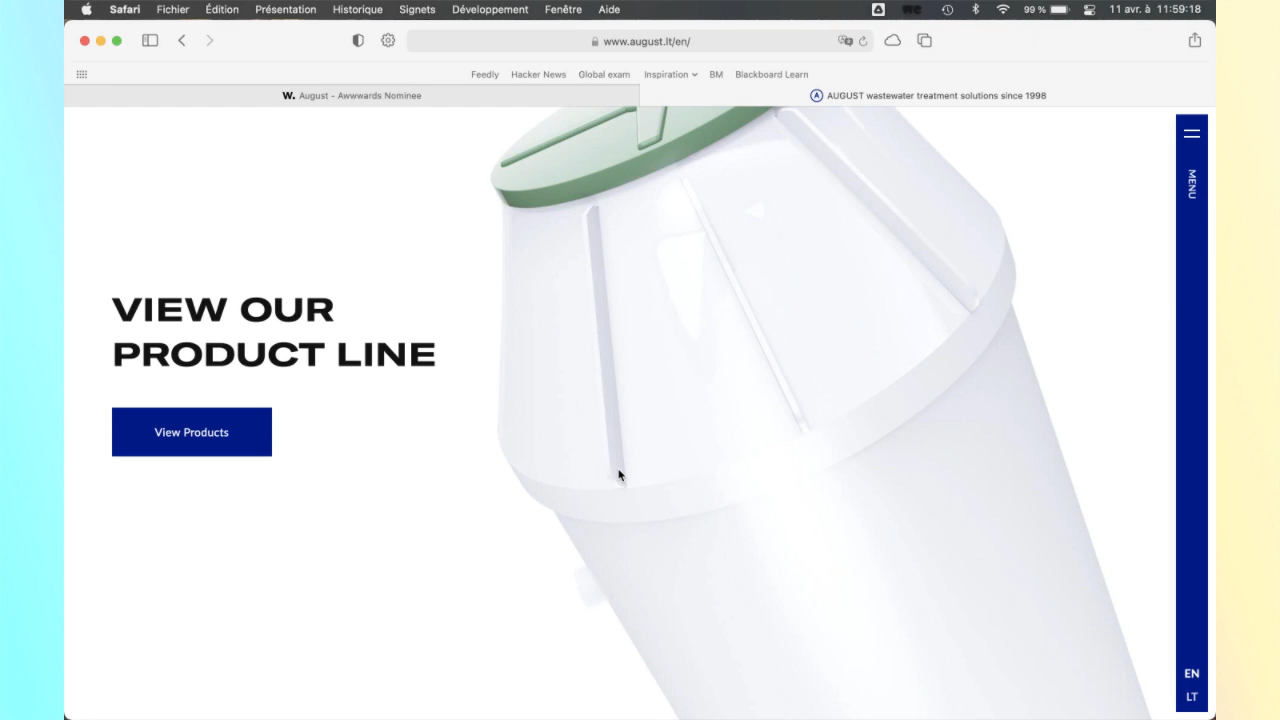 Safari Fichier Édition Présentation Historique Signets Développement Fenêtre Aide 99 % 11 avr. à 11:59:18
www.august.lt/en/
Feedly Hacker News Global exam Inspiration BM Blackboard Learn
W. August - Awwwards Nominee
A AUGUST wastewater treatment solutions since 1998
MENU
VIEW OUR
PRODUCT LINE
View Products
EN
LT